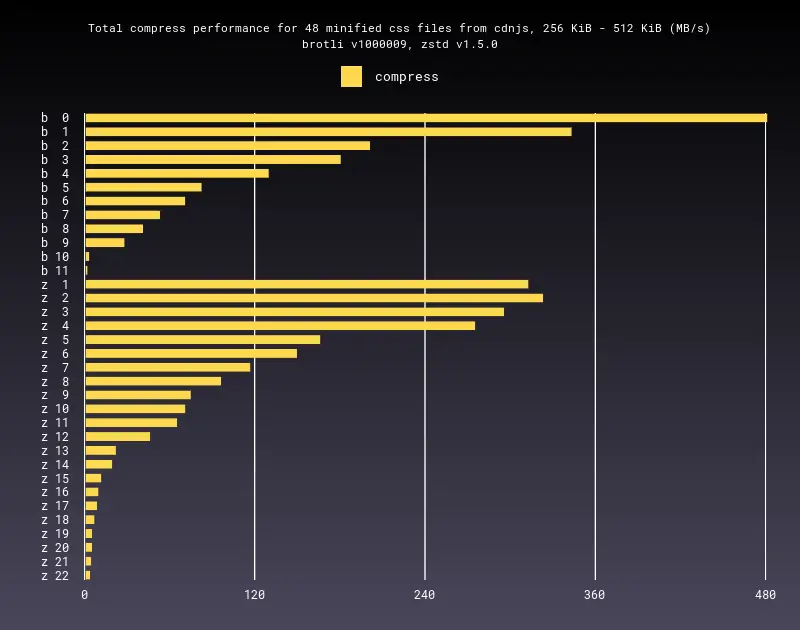 Total compress performance for 48 minified css files from cdnjs, 256 KiB - 512 KiB (MB/s)
brotli v1000009, zstd v1.5.0
compress
b 0
b 1
b 2
b 3
b 4
b 5
b 6
b 7
b 8
b 9
b 10
b 11
z 1
z 2
z 3
z 4
z 5
z 6
z 7
z 8
z 9
z 10
z 11
z 12
z 13
z 14
z 15
z 16
z 17
z 18
z 19
z 20
z 21
z 22
0 120 240 360 480